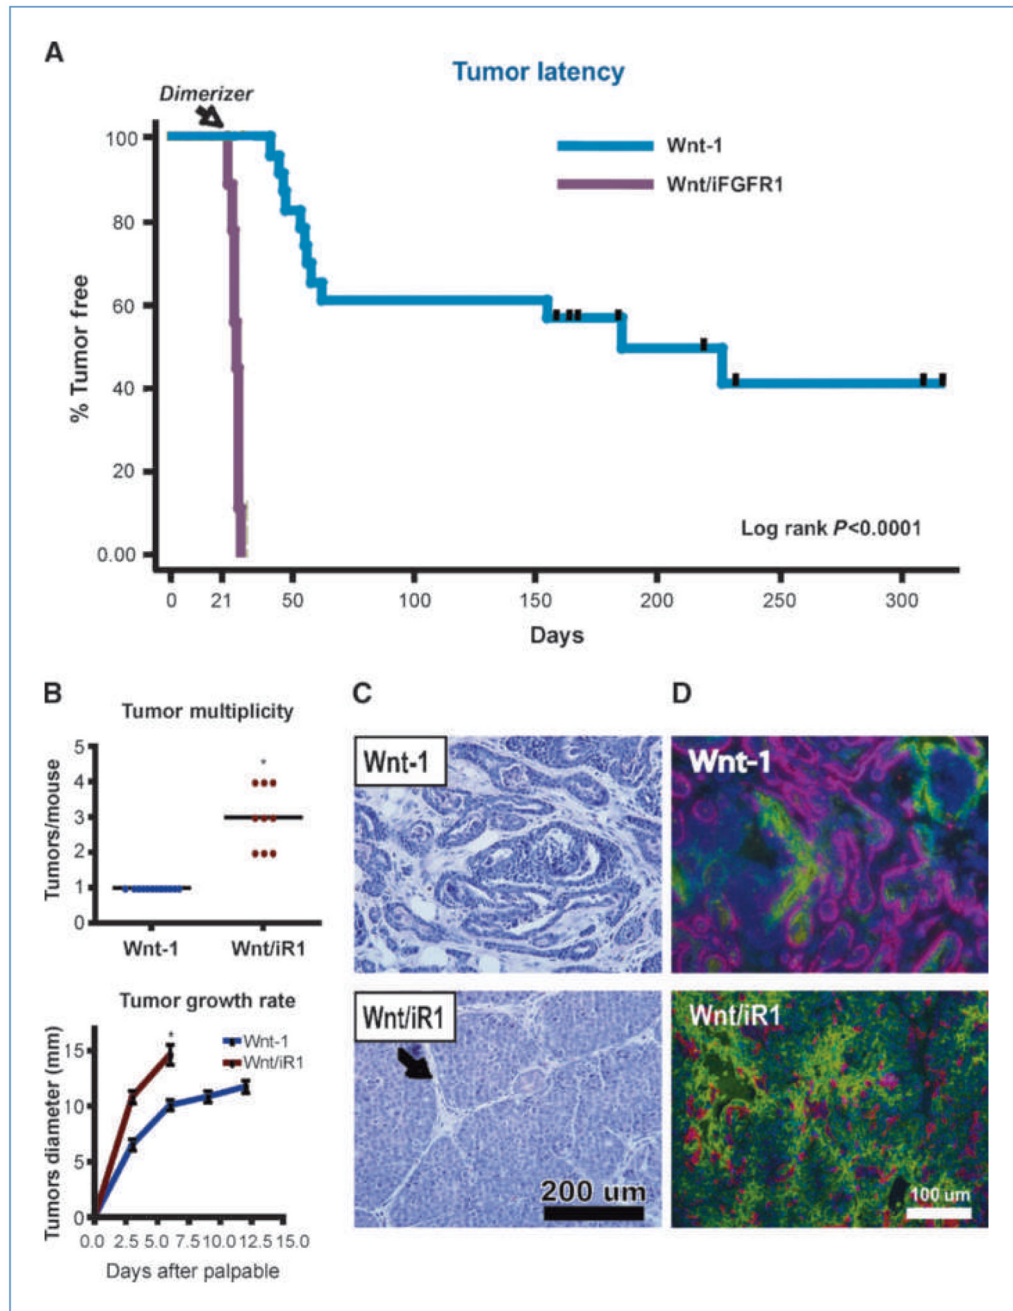 A
Tumor latency
Dimerizer
100
80
60
40
20
0.00
% Tumor free
Wnt-1
Wnt/iFGFR1
Log rank P<0.0001
0 21 50 100 150 200 250 300
Days
B
Tumor multiplicity
5
4
3
2
1
0
Tumors/mouse
*
Wnt-1 Wnt/iR1
Tumor growth rate
15
10
5
0
Tumors diameter (mm)
*
Wnt-1
Wnt/iR1
0.0 2.5 5.0 7.5 10.0 12.5 15.0
Days after palpable
C
Wnt-1
Wnt/iR1
200 um
D
Wnt-1
Wnt/iR1
100 um